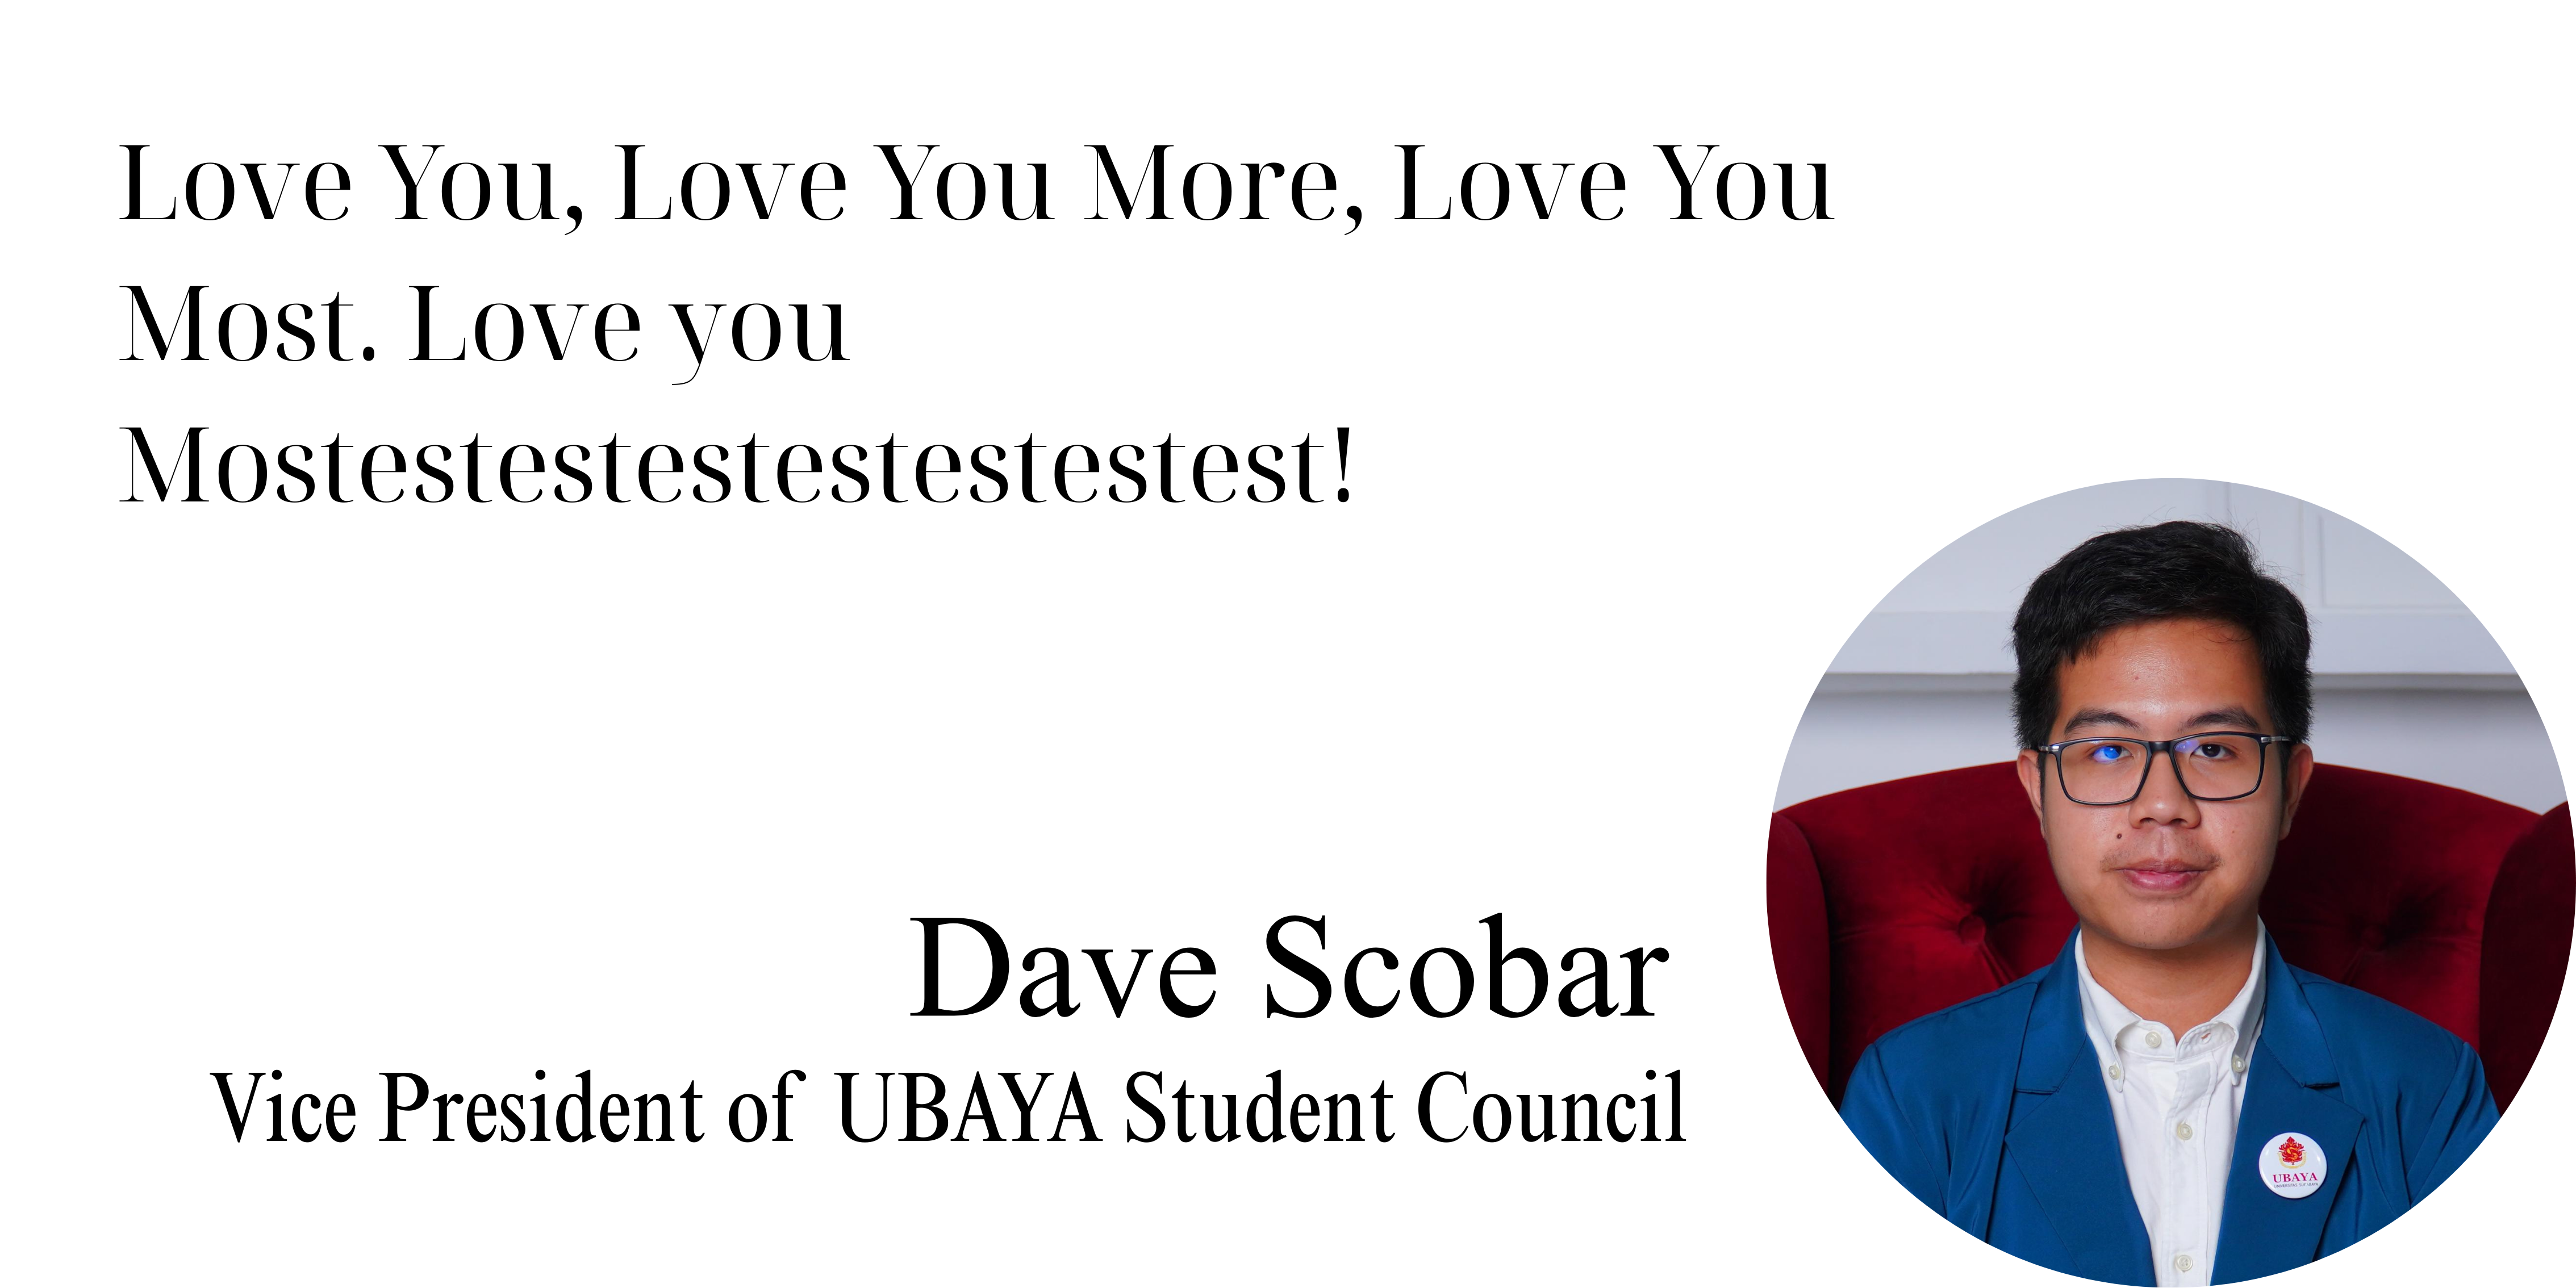 Love You, Love You More, Love You
Most. Love you
Mostestestestestestestest!
Dave Scobar
Vice President of UBAYA Student Council
UBAYA